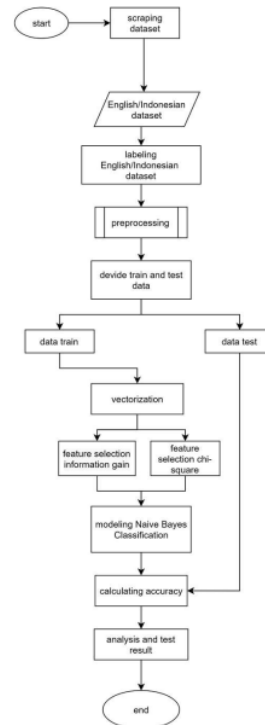 start
scraping
dataset
English/Indonesian
dataset
labeling
English/Indonesian
dataset
preprocessing
devide train and test
data
data train
data test
vectorization
feature selection
information gain
feature
selection chi-
square
modeling Naive Bayes
Classification
calculating accuracy
analysis and test
result
end